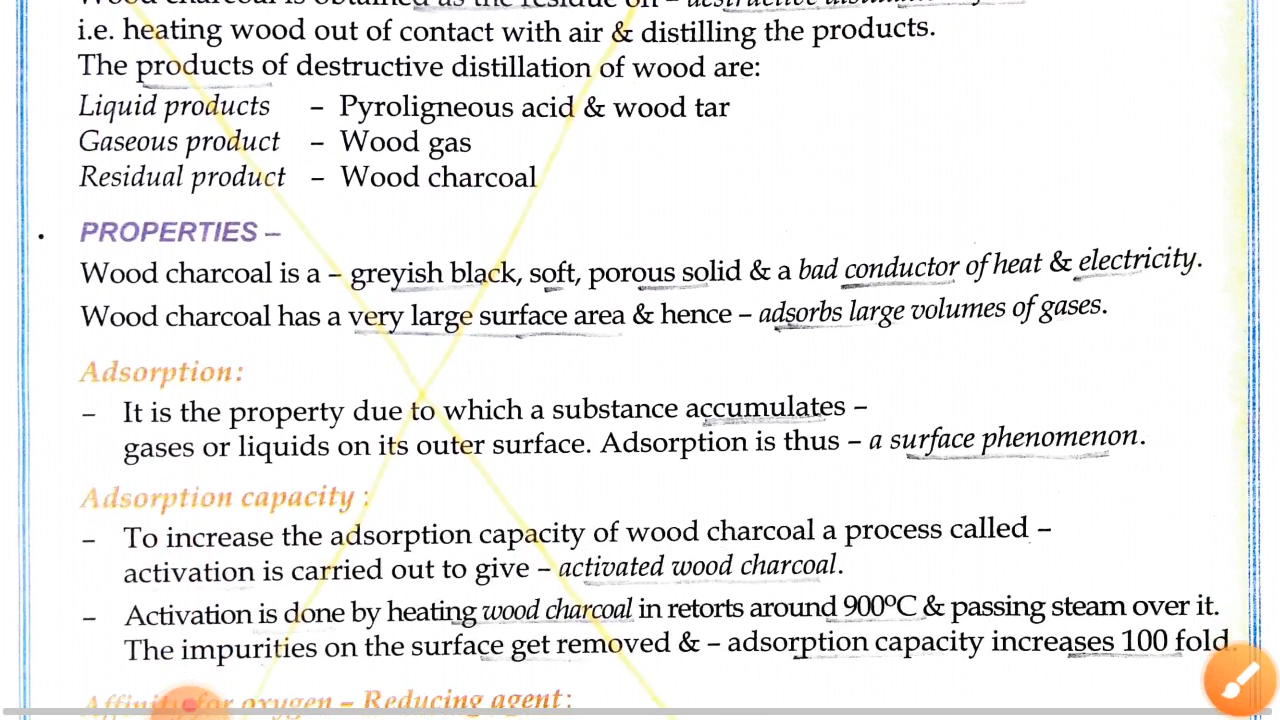 i.e. heating wood out of contact with air & distilling the products.
The products of destructive distillation of wood are:
Liquid products – Pyroligneous acid & wood tar
Gaseous product – Wood gas
Residual product – Wood charcoal
PROPERTIES –
Wood charcoal is a – greyish black, soft, porous solid & a bad conductor of heat & electricity.
Wood charcoal has a very large surface area & hence – adsorbs large volumes of gases.
Adsorption:
– It is the property due to which a substance accumulates –
gases or liquids on its outer surface. Adsorption is thus – a surface phenomenon.
Adsorption capacity :
– To increase the adsorption capacity of wood charcoal a process called –
activation is carried out to give – activated wood charcoal.
– Activation is done by heating wood charcoal in retorts around 900ºC & passing steam over it.
The impurities on the surface get removed & – adsorption capacity increases 100 fold.
Affinity for oxygen – Reducing agent: